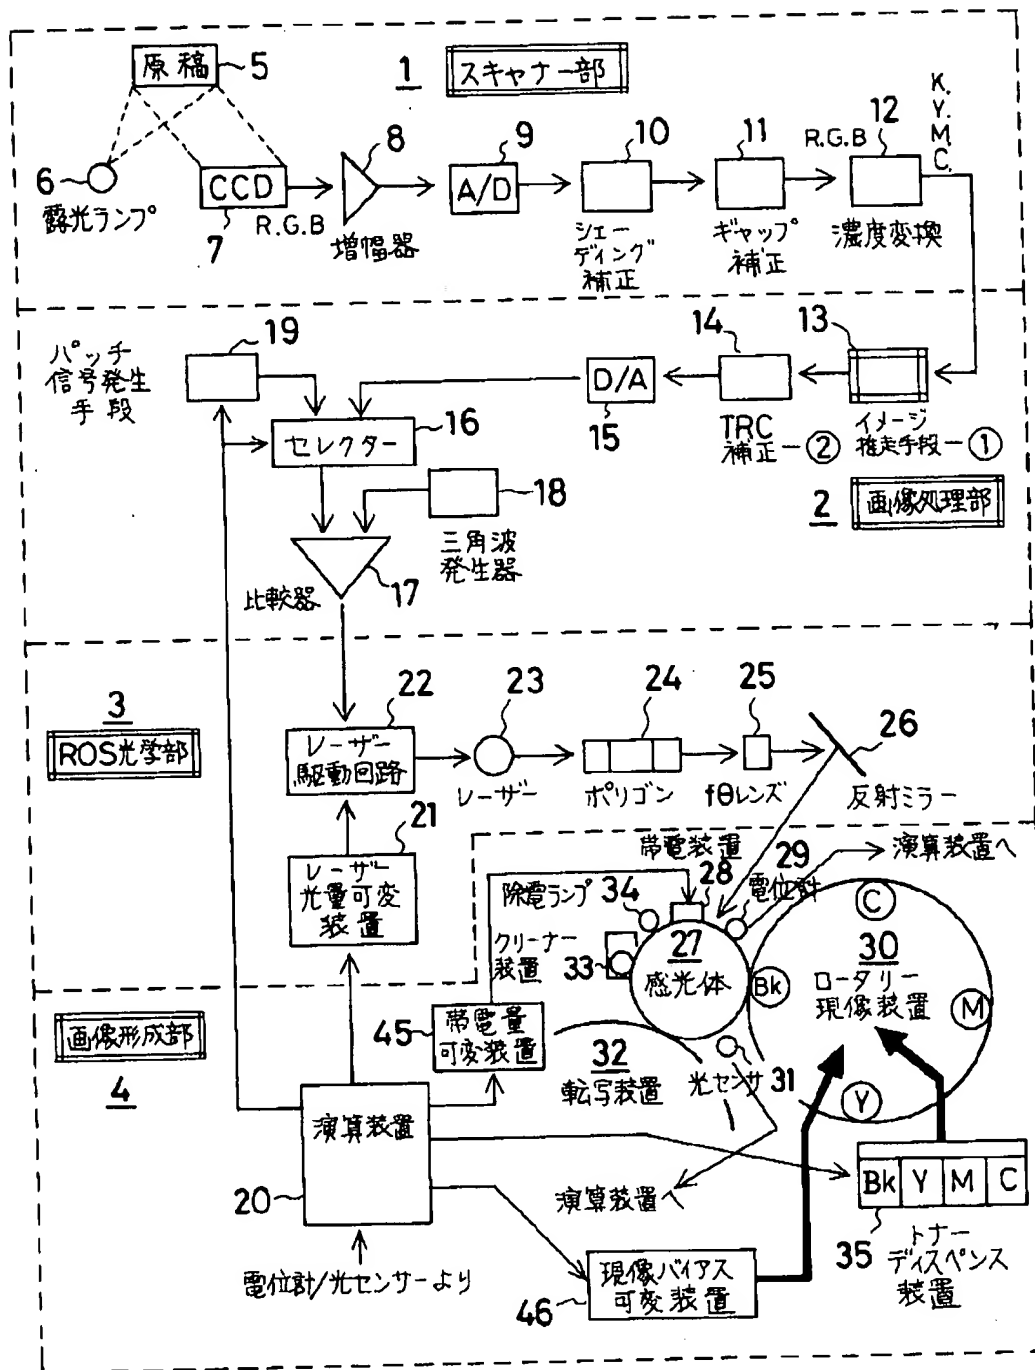 原稿
5
1
スキャナー部
6
露光ランプ
CCD
7
R.G.B
8
増幅器
9
A/D
10
シェー
ディング
補正
11
ギャップ
補正
R.G.B
12
濃度変換
K.
Y.
M.
C.
パッチ
信号発生
手段
19
セレクター
16
D/A
15
14
TRC
補正-②
13
イメージ
推定手段-①
2
画像処理部
18
三角波
発生器
比較器
17
3
ROS光学部
22
レーザー
駆動回路
23
レーザー
24
ポリゴン
25
fθレンズ
26
反射ミラー
21
レーザー
光量可変
装置
帯電装置
28
29
電位計
演算装置へ
除電ランプ
34
クリーナー
装置
33
27
感光体
Bk
C
M
Y
30
ロータリー
現像装置
4
画像形成部
45
帯電量
可変装置
32
転写装置
光センサ
31
演算装置へ
演算装置
20
電位計/光センサーより
46
現像バイアス
可変装置
Bk Y M C
35
トナー
ディスペンス
装置